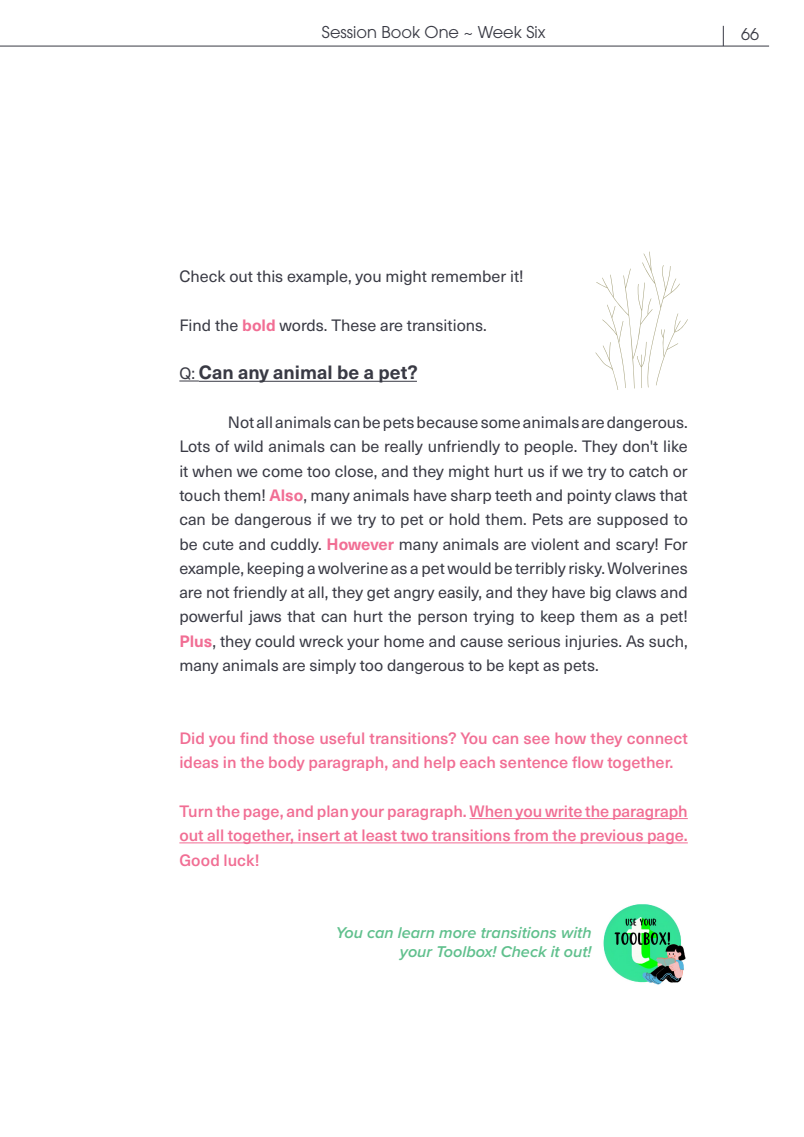 Session Book One ~ Week Six
66
Check out this example, you might remember it!
Find the bold words. These are transitions.
Q: Can any animal be a pet?
Not all animals can be pets because some animals are dangerous.
Lots of wild animals can be really unfriendly to people. They don't like
it when we come too close, and they might hurt us if we try to catch or
touch them! Also, many animals have sharp teeth and pointy claws that
can be dangerous if we try to pet or hold them. Pets are supposed to
be cute and cuddly. However many animals are violent and scary! For
example, keeping a wolverine as a pet would be terribly risky. Wolverines
are not friendly at all, they get angry easily, and they have big claws and
powerful jaws that can hurt the person trying to keep them as a pet!
Plus, they could wreck your home and cause serious injuries. As such,
many animals are simply too dangerous to be kept as pets.
Did you find those useful transitions? You can see how they connect
ideas in the body paragraph, and help each sentence flow together.
Turn the page, and plan your paragraph. When you write the paragraph
out all together, insert at least two transitions from the previous page.
Good luck!
You can learn more transitions with
your Toolbox! Check it out!
USE YOUR
TOOLBOX!
t